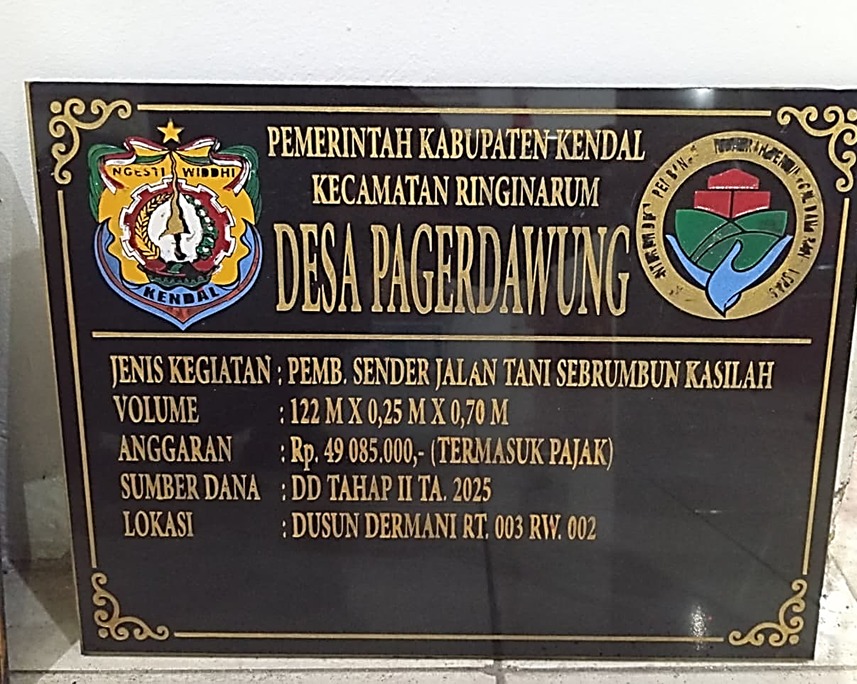 PEMERINTAH KABUPATEN KENDAL
KECAMATAN RINGINARUM
DESA PAGERDAWUNG
NGESTI WIDDHI
KENDAL
JENIS KEGIATAN : PEMB. SENDER JALAN TANI SEBRUMBUN KASILAH
VOLUME : 122 M X 0,25 M X 0,70 M
ANGGARAN : Rp. 49 085.000,- (TERMASUK PAJAK)
SUMBER DANA : DD TAHAP II TA. 2025
LOKASI : DUSUN DERMANI RT. 003 RW. 002